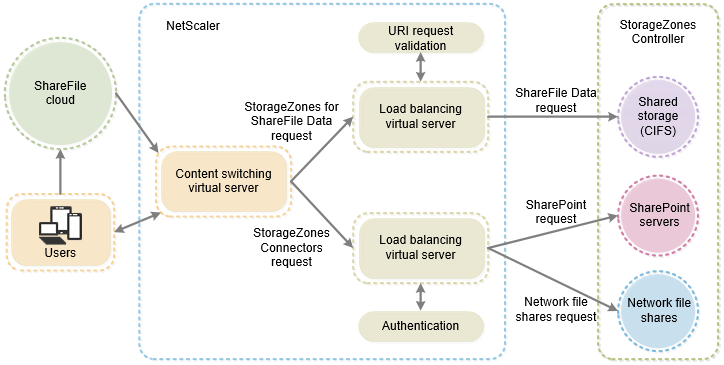 NetScaler
URI request
validation
StorageZones
Controller
ShareFile
cloud
StorageZones for
ShareFile Data
request
Load balancing
virtual server
ShareFile Data
request
Shared
storage
(CIFS)
Content switching
virtual server
Users
StorageZones
Connectors
request
Load balancing
virtual server
SharePoint
request
SharePoint
servers
Network file
shares request
Network file
shares
Authentication